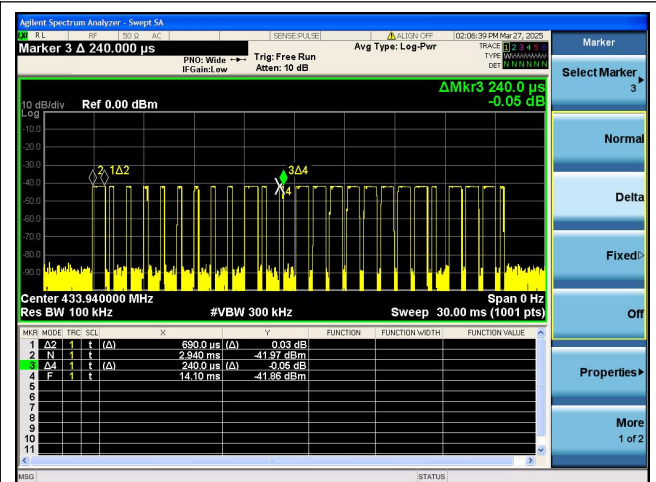 Agilent Spectrum Analyzer - Swept SA
RL RF 50 Ω AC SENSE:PULSE ALIGN OFF 02:06:39 PM Mar 27, 2025
Marker 3 Δ 240.000 µs
PNO: Wide
IFGain:Low
Trig: Free Run
Atten: 10 dB
Avg Type: Log-Pwr
TRACE 1 2 3 4 5 6
TYPE
DET N N N N N N
ΔMkr3 240.0 µs
-0.05 dB
10 dB/div Ref 0.00 dBm
Log
-10.0
-20.0
-30.0
-40.0
-50.0
-60.0
-70.0
-80.0
-90.0
2 1Δ2 3Δ4
4
Center 433.940000 MHz Span 0 Hz
Res BW 100 kHz #VBW 300 kHz Sweep 30.00 ms (1001 pts)
MKR MODE TRC SCL X Y FUNCTION FUNCTION WIDTH FUNCTION VALUE
1 Δ2 1 t (Δ) 690.0 µs (Δ) 0.03 dB
2 N 1 t 2.940 ms -41.97 dBm
3 Δ4 1 t (Δ) 240.0 µs (Δ) -0.05 dB
4 F 1 t 14.10 ms -41.86 dBm
5
6
7
8
9
10
11
MSG STATUS
Marker
Select Marker
3
Normal
Delta
Fixed
Off
Properties
More
1 of 2